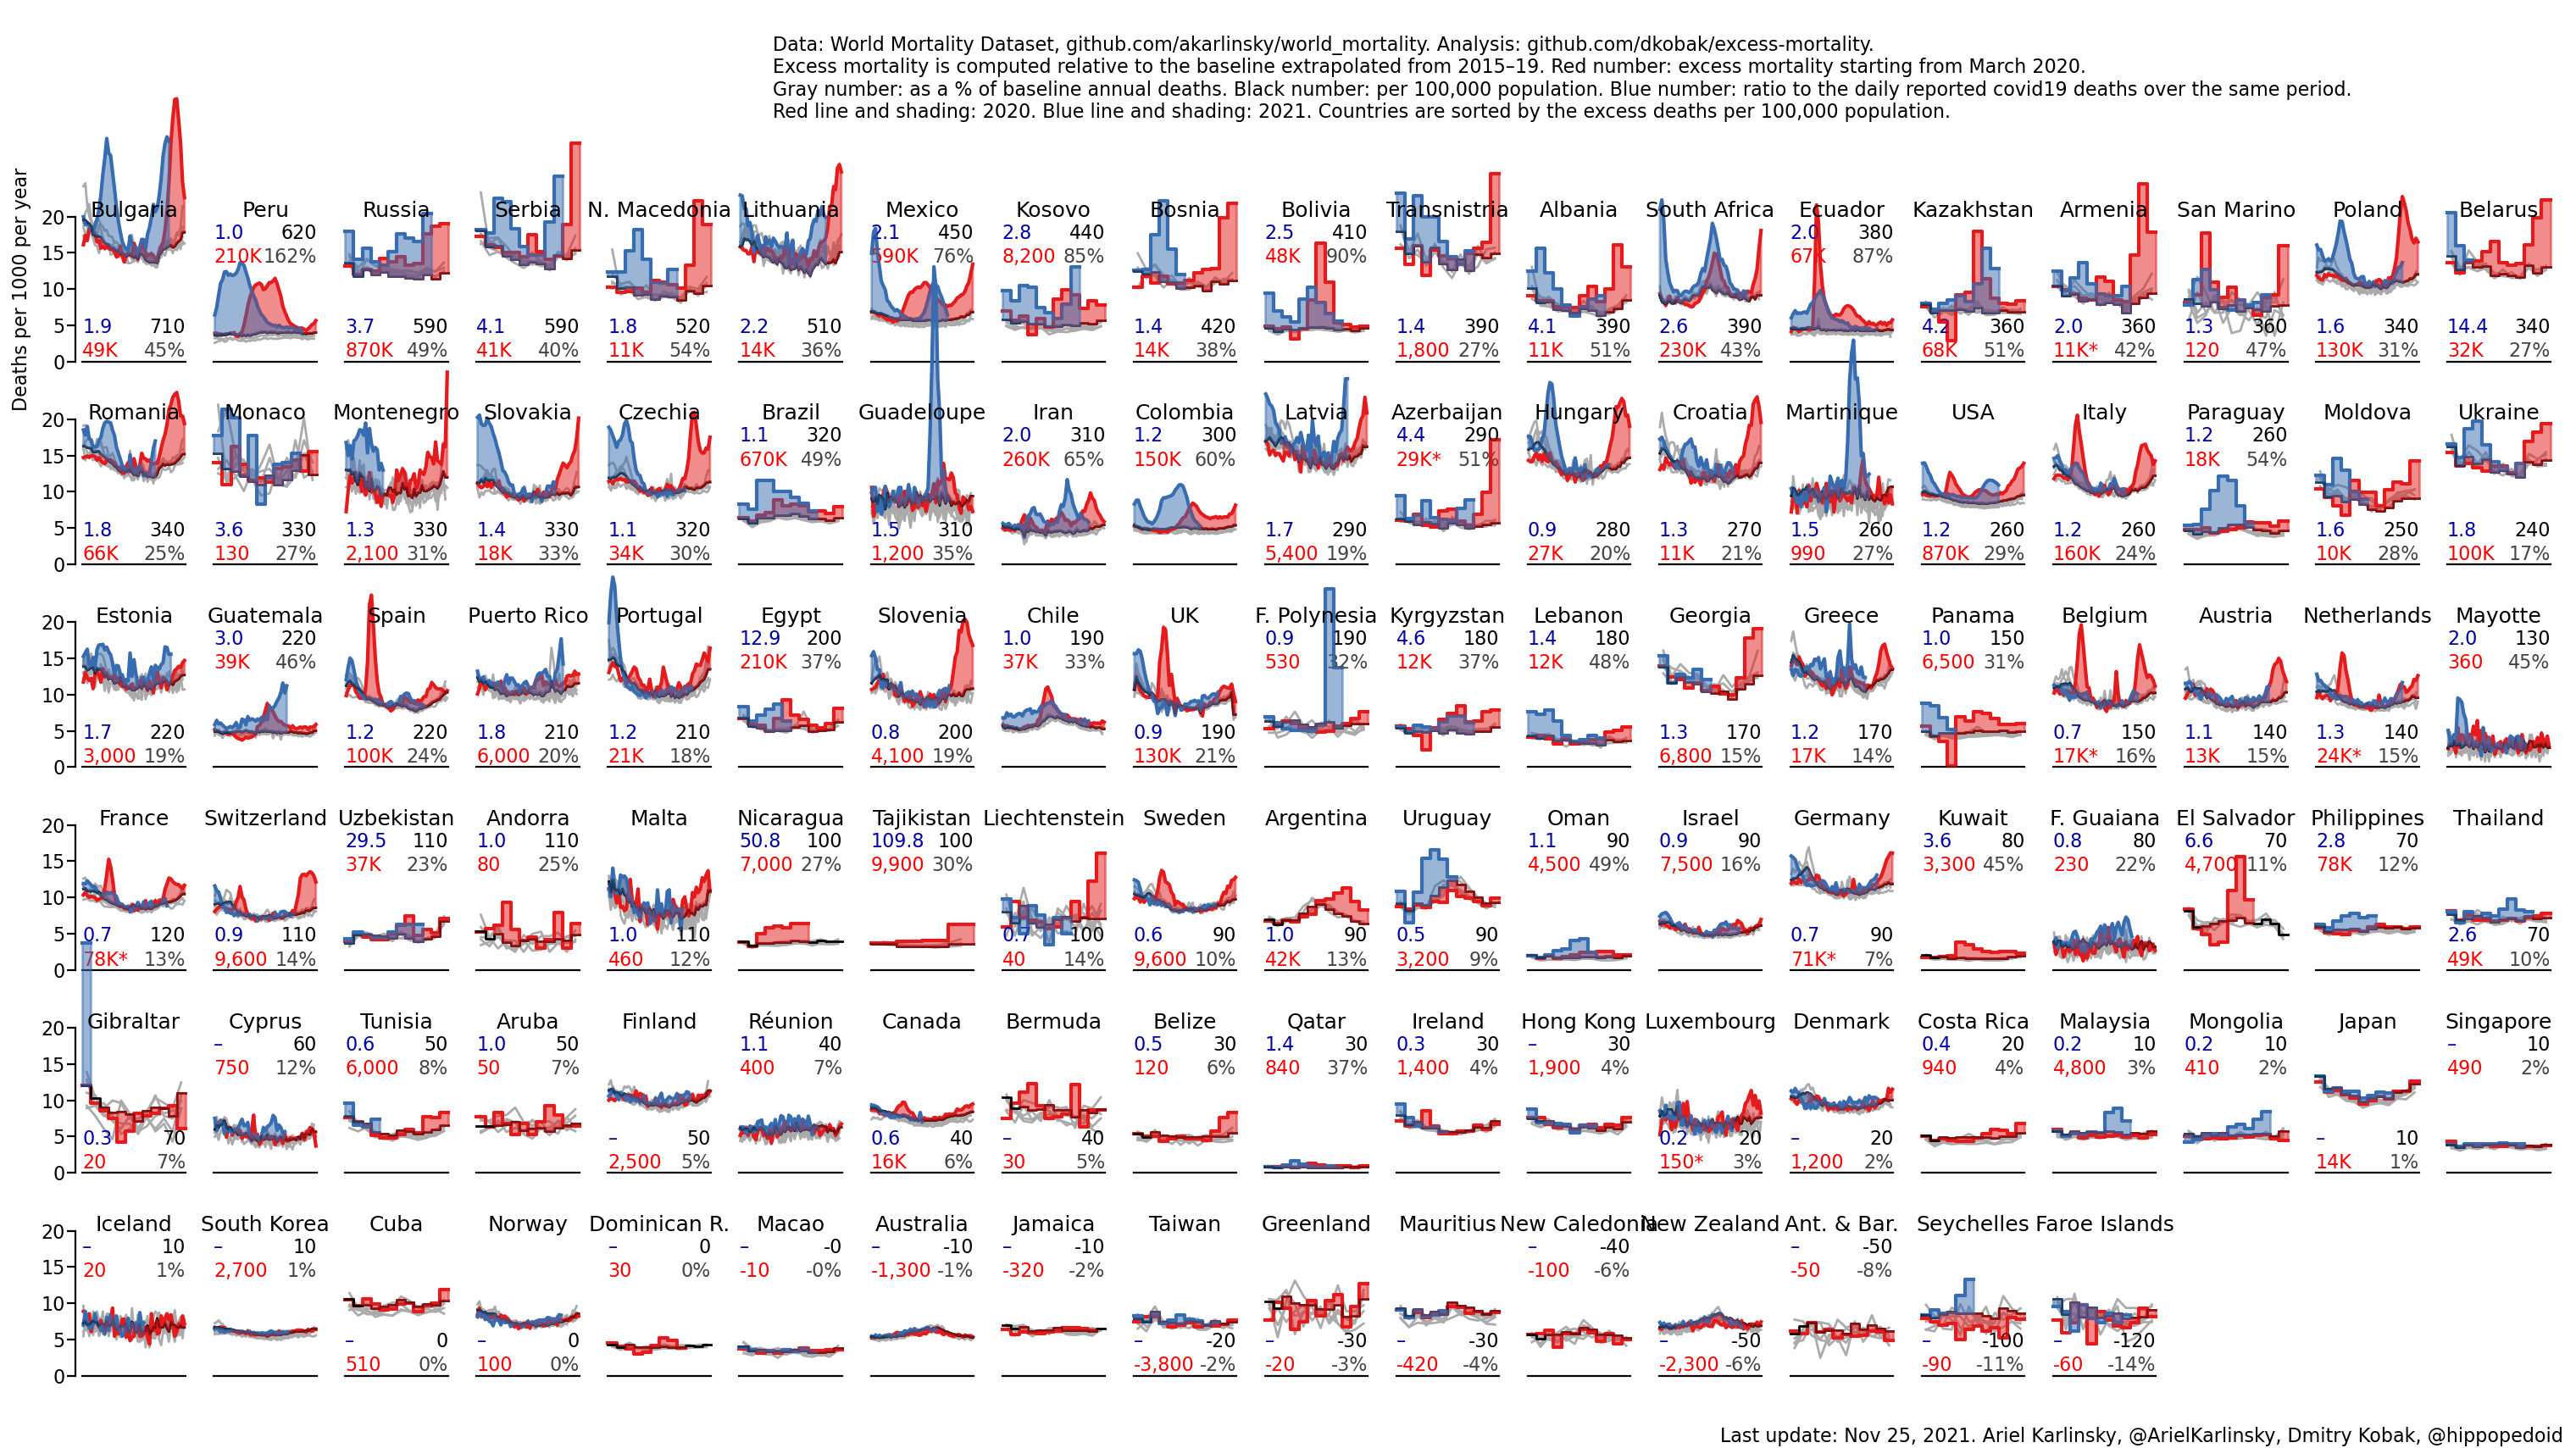 Data: World Mortality Dataset, github.com/akarlinsky/world_mortality. Analysis: github.com/dkobak/excess-mortality.
Excess mortality is computed relative to the baseline extrapolated from 2015–19. Red number: excess mortality starting from March 2020.
Gray number: as a % of baseline annual deaths. Black number: per 100,000 population. Blue number: ratio to the daily reported covid19 deaths over the same period.
Red line and shading: 2020. Blue line and shading: 2021. Countries are sorted by the excess deaths per 100,000 population.
Deaths per 1000 per year
20 Bulgaria Peru Russia Serbia N. Macedonia Lithuania Mexico Kosovo Bosnia Bolivia Transnistria Albania South Africa Ecuador Kazakhstan Armenia San Marino Poland Belarus
1.0 620 2.1 450 2.8 440 2.5 410 2.0 380
15 210K 162% 590K 76% 8,200 85% 48K 90% 67K 87%
10
5 1.9 710 3.7 590 4.1 590 1.8 520 2.2 510 1.4 420 1.4 390 4.1 390 2.6 390 4.2 360 2.0 360 1.3 360 1.6 340 14.4 340
0 49K 45% 870K 49% 41K 40% 11K 54% 14K 36% 14K 38% 1,800 27% 11K 51% 230K 43% 68K 51% 11K* 42% 120 47% 130K 31% 32K 27%
20 Romania Monaco Montenegro Slovakia Czechia Brazil Guadeloupe Iran Colombia Latvia Azerbaijan Hungary Croatia Martinique USA Italy Paraguay Moldova Ukraine
1.1 320 2.0 310 1.2 300 4.4 290 1.2 260
15 670K 49% 260K 65% 150K 60% 29K* 51% 18K 54%
10
5 1.8 340 3.6 330 1.3 330 1.4 330 1.1 320 1.5 310 1.7 290 0.9 280 1.3 270 1.5 260 1.2 260 1.2 260 1.6 250 1.8 240
0 66K 25% 130 27% 2,100 31% 18K 33% 34K 30% 1,200 35% 5,400 19% 27K 20% 11K 21% 990 27% 870K 29% 160K 24% 10K 28% 100K 17%
20 Estonia Guatemala Spain Puerto Rico Portugal Egypt Slovenia Chile UK F. Polynesia Kyrgyzstan Lebanon Georgia Greece Panama Belgium Austria Netherlands Mayotte
3.0 220 12.9 200 1.0 190 0.9 190 4.6 180 1.4 180 1.0 150 2.0 130
15 39K 46% 210K 37% 37K 33% 530 32% 12K 37% 12K 48% 6,500 31% 360 45%
10
5 1.7 220 1.2 220 1.8 210 1.2 210 0.8 200 0.9 190 1.3 170 1.2 170 0.7 150 1.1 140 1.3 140
0 3,000 19% 100K 24% 6,000 20% 21K 18% 4,100 19% 130K 21% 6,800 15% 17K 14% 17K* 16% 13K 15% 24K* 15%
20 France Switzerland Uzbekistan Andorra Malta Nicaragua Tajikistan Liechtenstein Sweden Argentina Uruguay Oman Israel Germany Kuwait F. Guaiana El Salvador Philippines Thailand
29.5 110 1.0 110 50.8 100 109.8 100 1.1 90 0.9 90 3.6 80 0.8 80 6.6 70 2.8 70
15 37K 23% 80 25% 7,000 27% 9,900 30% 4,500 49% 7,500 16% 3,300 45% 230 22% 4,700 11% 78K 12%
10
5 0.7 120 0.9 110 1.0 110 0.7 100 0.6 90 1.0 90 0.5 90 0.7 90 2.6 70
0 78K* 13% 9,600 14% 460 12% 40 14% 9,600 10% 42K 13% 3,200 9% 71K* 7% 49K 10%
20 Gibraltar Cyprus Tunisia Aruba Finland Réunion Canada Bermuda Belize Qatar Ireland Hong Kong Luxembourg Denmark Costa Rica Malaysia Mongolia Japan Singapore
– 60 0.6 50 1.0 50 1.1 40 0.5 30 1.4 30 0.3 30 – 30 0.4 20 0.2 10 0.2 10 – 10
15 750 12% 6,000 8% 50 7% 400 7% 120 6% 840 37% 1,400 4% 1,900 4% 940 4% 4,800 3% 410 2% 490 2%
10
5 0.3 70 – 50 0.6 40 – 40 0.2 20 – 20 – 10
0 20 7% 2,500 5% 16K 6% 30 5% 150* 3% 1,200 2% 14K 1%
20 Iceland South Korea Cuba Norway Dominican R. Macao Australia Jamaica Taiwan Greenland Mauritius New Caledonia New Zealand Ant. & Bar. Seychelles Faroe Islands
– 10 – 10 – 0 – -0 – -10 – -10 – -40 – -50
15 20 1% 2,700 1% 30 0% -10 -0% -1,300 -1% -320 -2% -100 -6% -50 -8%
10
5 – 0 – 0 – -20 – -30 – -30 – -50 – -100 – -120
0 510 0% 100 0% -3,800 -2% -20 -3% -420 -4% -2,300 -6% -90 -11% -60 -14%
Last update: Nov 25, 2021. Ariel Karlinsky, @ArielKarlinsky, Dmitry Kobak, @hippopedoid